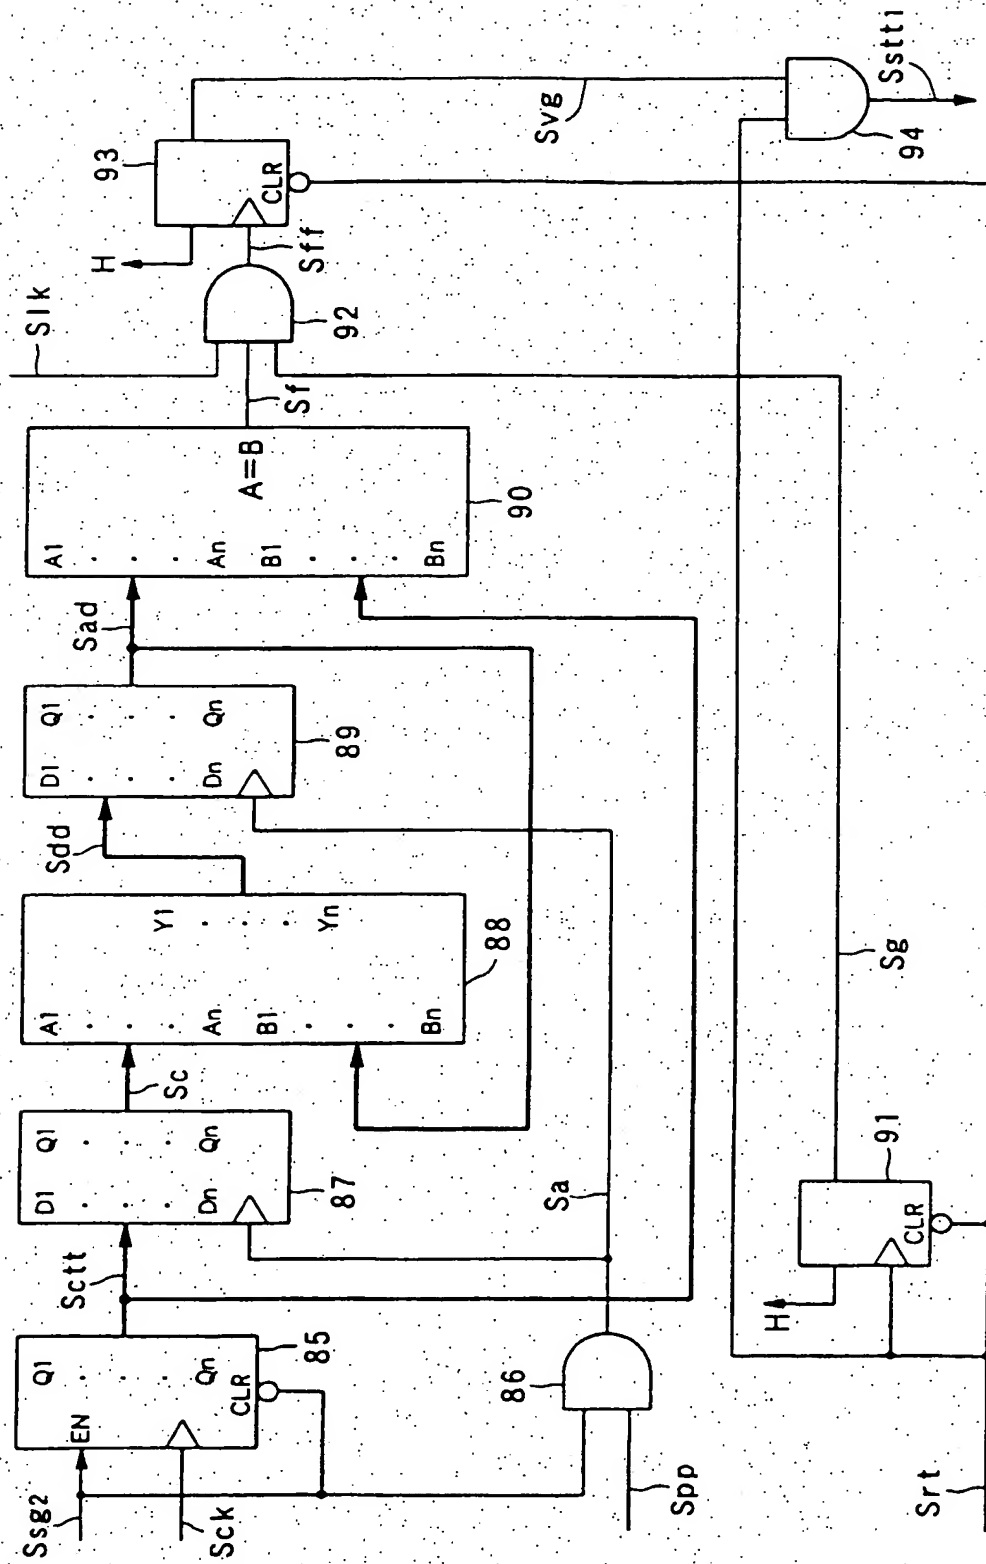 Ssg2
Sck
EN
Q1
Qn
CLR
85
Sctt
D1
Dn
Q1
Qn
87
Sc
A1
An
B1
Bn
Y1
Yn
88
Sdd
D1
Dn
Q1
Qn
89
Sad
A1
An
B1
Bn
A=B
90
Sf
Slk
92
Sff
H
93
CLR
Svg
94
Sstt1
Spp
86
Sa
Srt
H
CLR
91
Sg